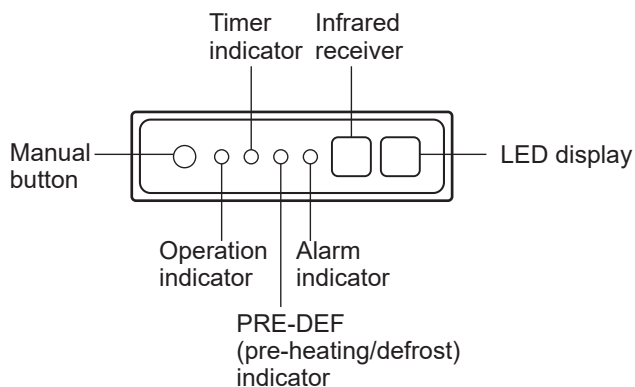 Timer
indicator
Infrared
receiver
Manual
button
LED display
Operation
indicator
Alarm
indicator
PRE-DEF
(pre-heating/defrost)
indicator